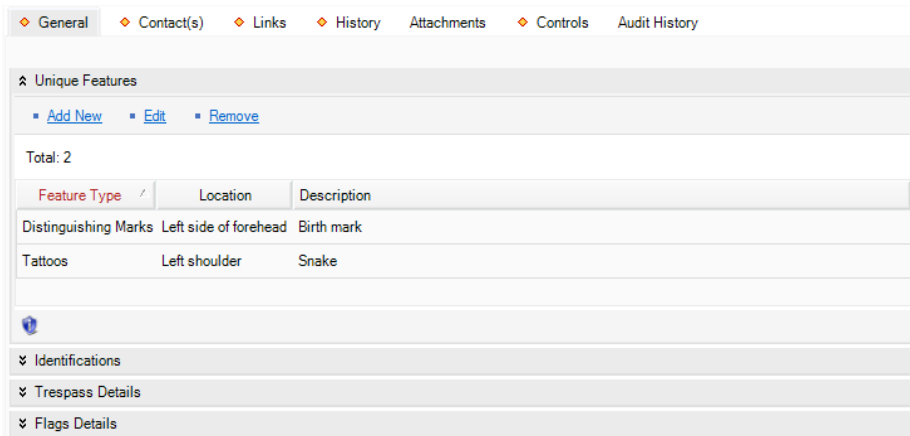 General Contact(s) Links History Attachments Controls Audit History
Unique Features
Add New Edit Remove
Total: 2
Feature Type Location Description
Distinguishing Marks Left side of forehead Birth mark
Tattoos Left shoulder Snake
Identifications
Trespass Details
Flags Details